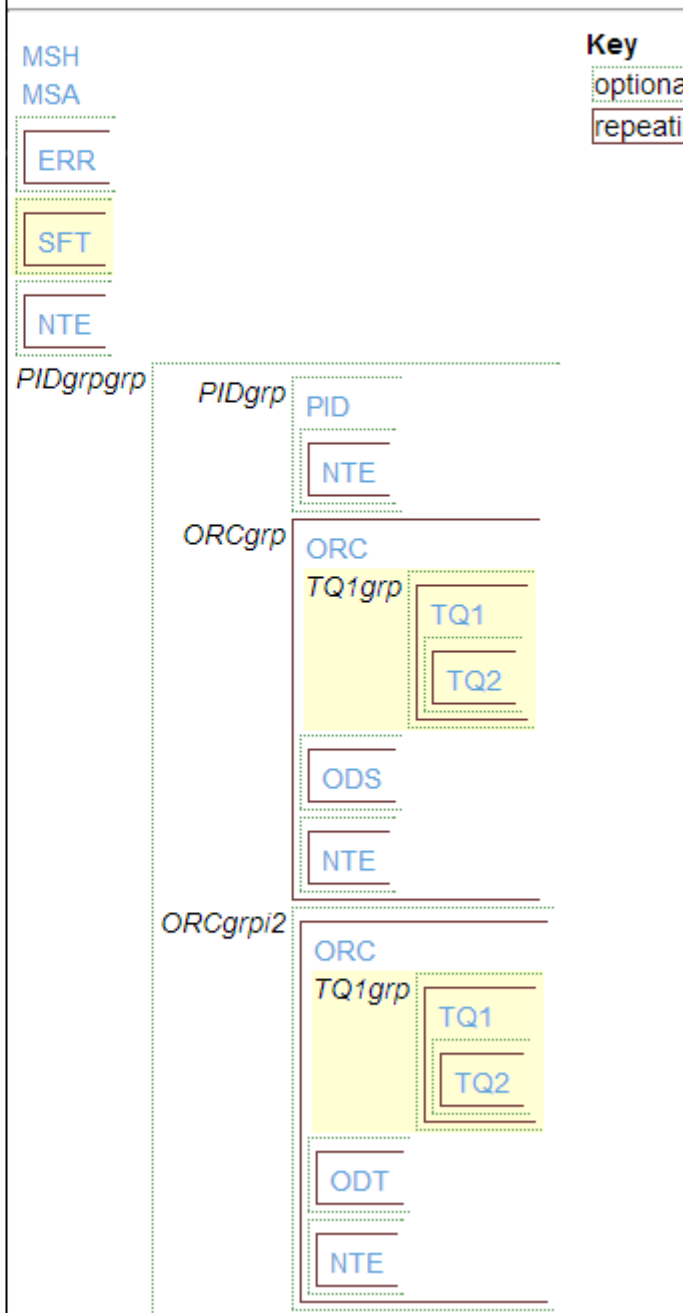 MSH
Key
MSA
ERR
SFT
NTE
PIDgrpgrp
PIDgrp
PID
NTE
ORCgrp
ORC
TQ1grp
TQ1
TQ2
ODS
NTE
ORCgrpi2
ORC
TQ1grp
TQ1
TQ2
ODT
NTE